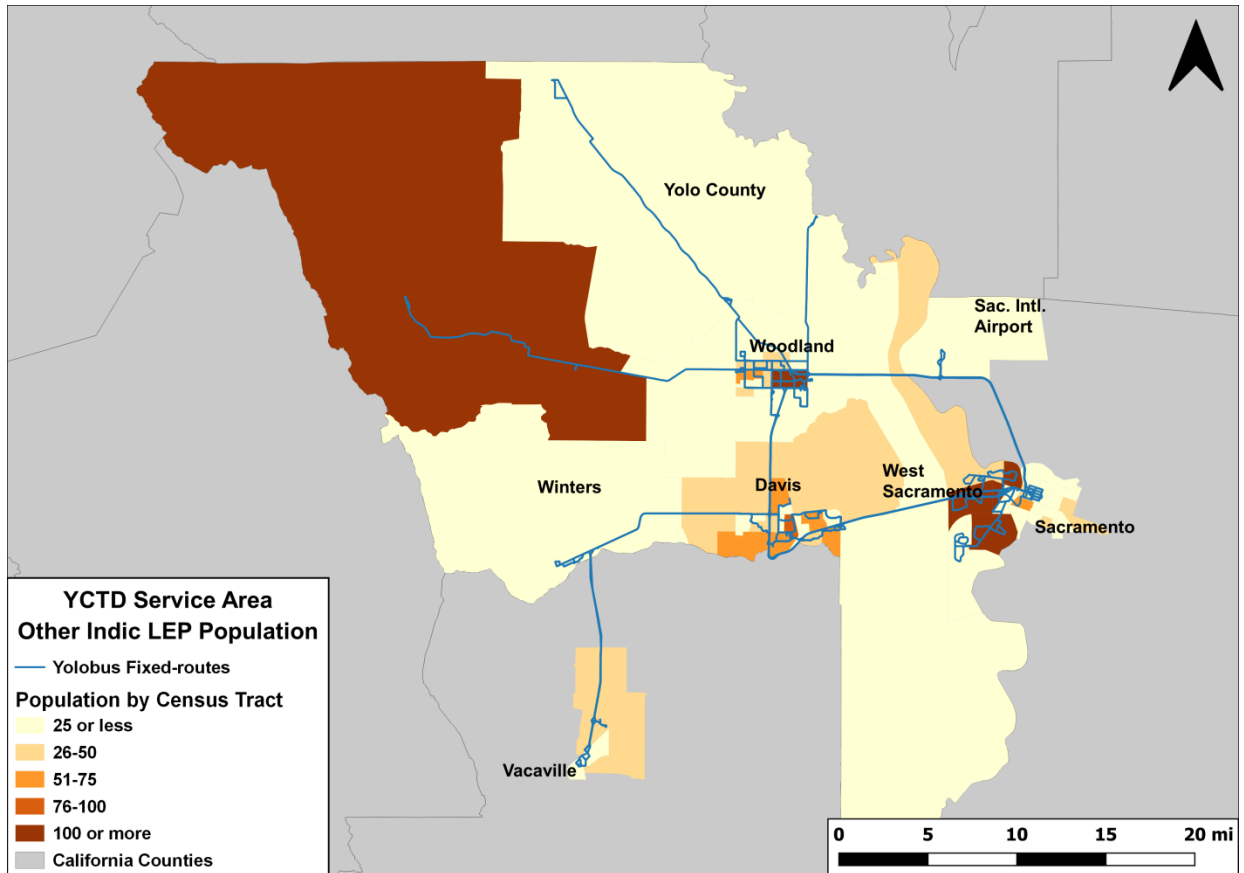 Yolo County
Sac. Intl.
Airport
Woodland
Winters
Davis
West
Sacramento
Sacramento
Vacaville
YCTD Service Area
Other Indic LEP Population
Yolobus Fixed-routes
Population by Census Tract
25 or less
26-50
51-75
76-100
100 or more
California Counties
0 5 10 15 20 mi